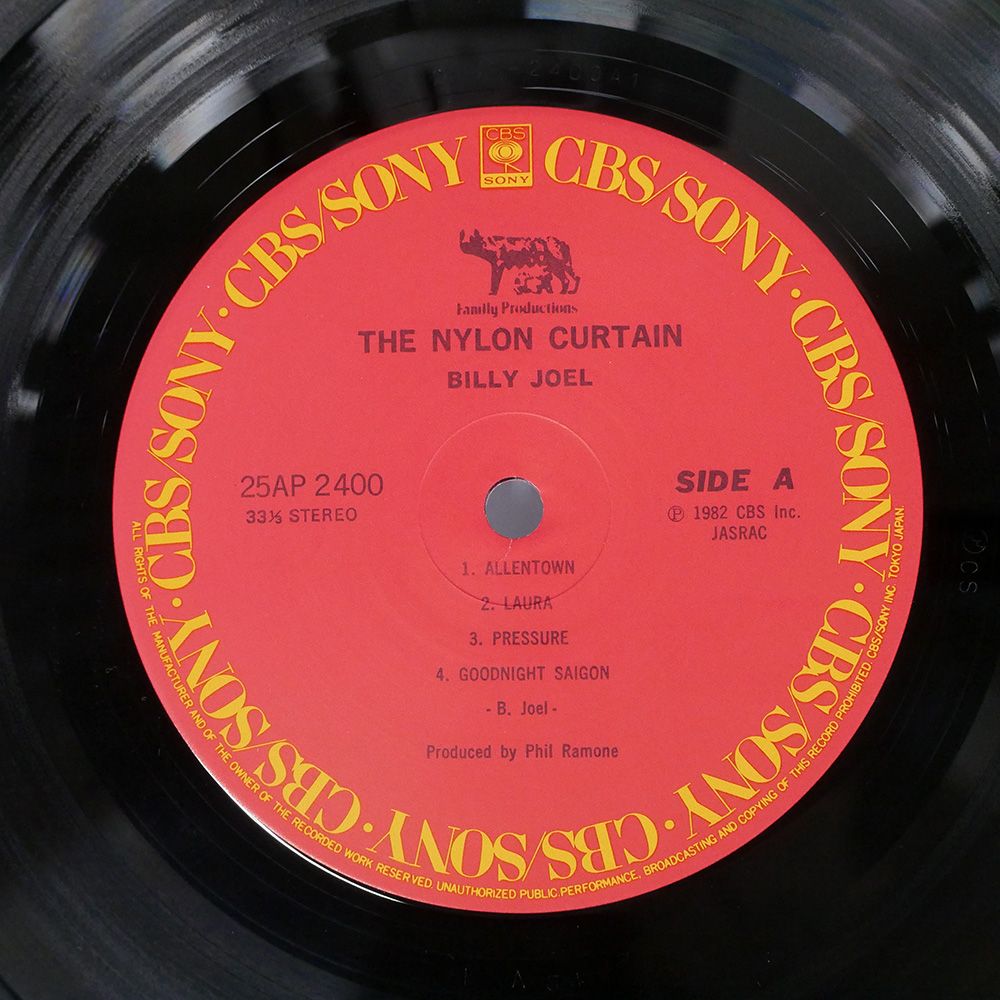 2400A1
CBS
SONY
CBS/SONY · CBS/SONY · CBS/SONY · CBS/SONY · CBS/SONY · CBS/SONY · CBS/SONY · CBS/SONY
Family Productions
THE NYLON CURTAIN
BILLY JOEL
25AP 2400
33⅓ STEREO
SIDE A
Ⓟ 1982 CBS Inc.
JASRAC
1. ALLENTOWN
2. LAURA
3. PRESSURE
4. GOODNIGHT SAIGON
- B. Joel -
Produced by Phil Ramone
ALL RIGHTS OF THE MANUFACTURER AND OF THE OWNER OF THE RECORDED WORK RESERVED. UNAUTHORIZED PUBLIC PERFORMANCE, BROADCASTING AND COPYING OF THIS RECORD PROHIBITED. CBS/SONY INC. TOKYO JAPAN.